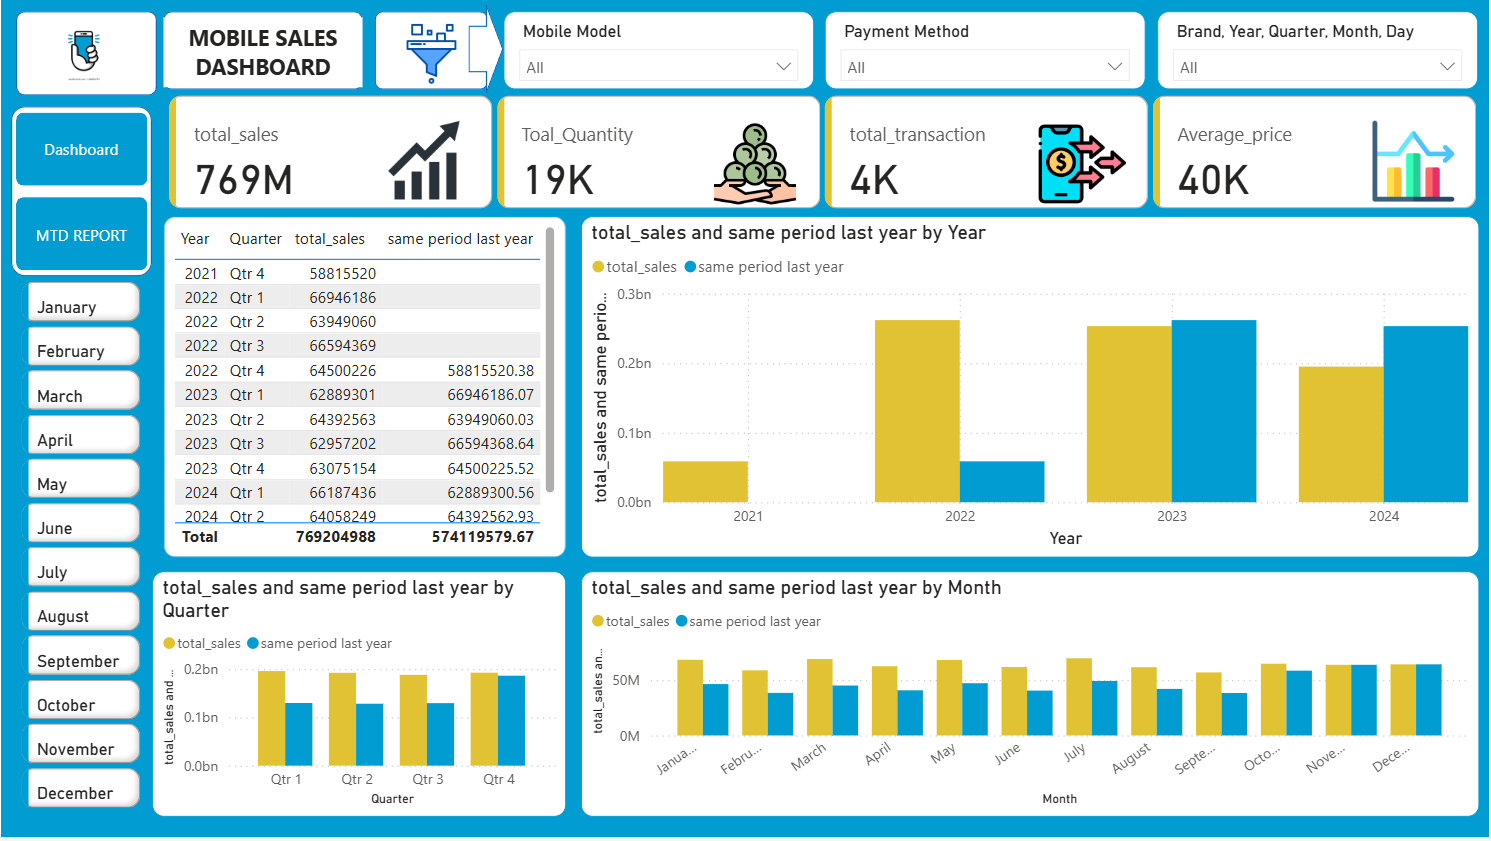 MOBILE SALES
DASHBOARD
Mobile Model
All
Payment Method
All
Brand, Year, Quarter, Month, Day
All
Dashboard
MTD REPORT
January
February
March
April
May
June
July
August
September
October
November
December
total_sales
769M
Toal_Quantity
19K
total_transaction
4K
Average_price
40K
Year Quarter total_sales same period last year
2021 Qtr 4 58815520
2022 Qtr 1 66946186
2022 Qtr 2 63949060
2022 Qtr 3 66594369
2022 Qtr 4 64500226 58815520.38
2023 Qtr 1 62889301 66946186.07
2023 Qtr 2 64392563 63949060.03
2023 Qtr 3 62957202 66594368.64
2023 Qtr 4 63075154 64500225.52
2024 Qtr 1 66187436 62889300.56
2024 Qtr 2 64058249 64392562.93
Total 769204988 574119579.67
total_sales and same period last year by Year
total_sales same period last year
total_sales and same perio...
0.3bn
0.2bn
0.1bn
0.0bn
2021 2022 2023 2024
Year
total_sales and same period last year by
Quarter
total_sales same period last year
total_sales and ...
0.2bn
0.1bn
0.0bn
Qtr 1 Qtr 2 Qtr 3 Qtr 4
Quarter
total_sales and same period last year by Month
total_sales same period last year
total_sales an...
50M
0M
Janua... Febru... March April May June July August Septe... Octo... Nove... Dece...
Month